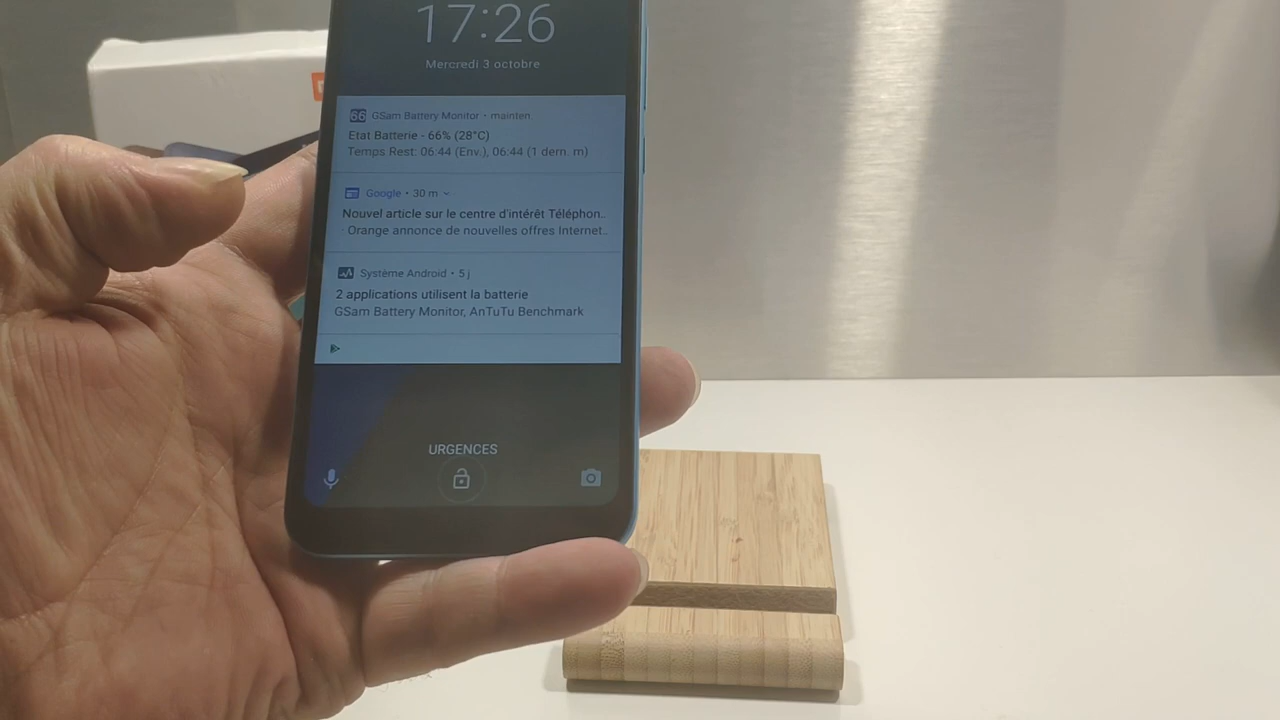 17:26
Mercredi 3 octobre
66 GSam Battery Monitor • mainten.
Etat Batterie - 66% (28°C)
Temps Rest: 06:44 (Env.), 06:44 (1 dern. m)
Google • 30 m
Nouvel article sur le centre d'intérêt Téléphon..
· Orange annonce de nouvelles offres Internet..
Système Android • 5 j
2 applications utilisent la batterie
GSam Battery Monitor, AnTuTu Benchmark
URGENCES